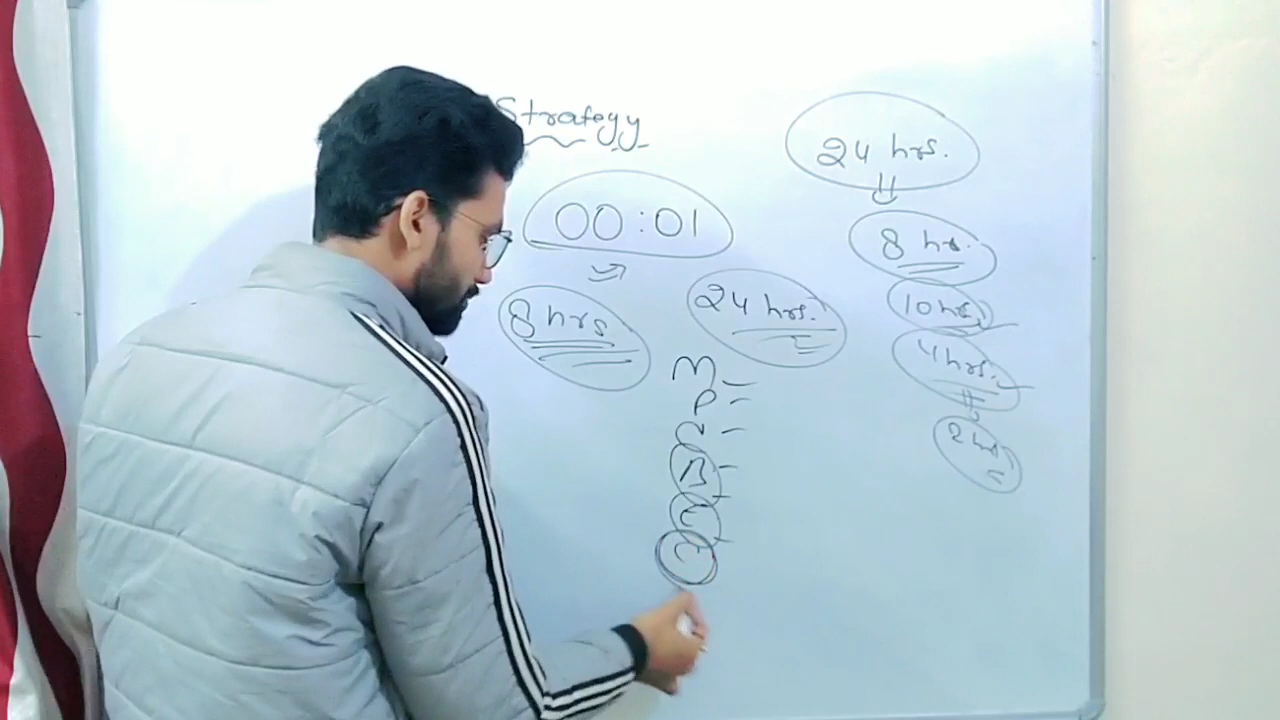 Strategy
00:01
8 hrs
24 hrs.
M
P
24 hrs.
8 hrs.
10 hrs.
4 hrs.
2 hrs